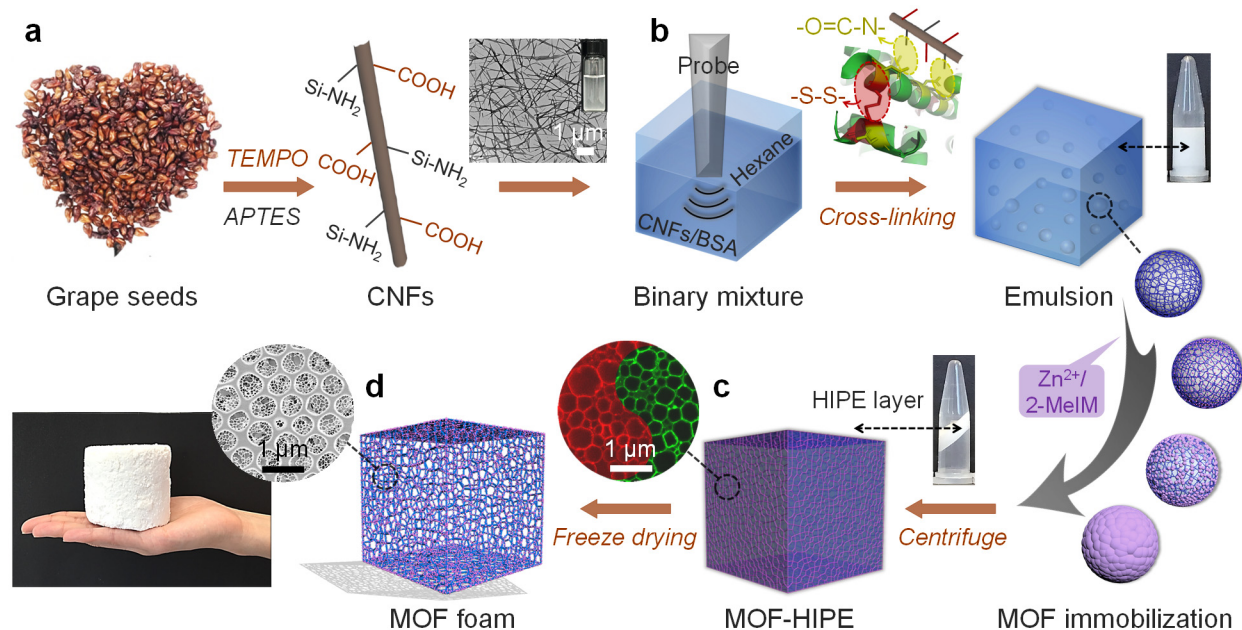 a
Grape seeds
TEMPO
APTES
COOH
Si-NH2
COOH
Si-NH2
Si-NH2
COOH
CNFs
1 μm
b
Probe
Hexane
CNFs/BSA
Binary mixture
-O=C-N-
-S-S-
Cross-linking
Emulsion
Zn2+/
2-MeIM
MOF immobilization
Centrifuge
c
HIPE layer
MOF-HIPE
1 μm
Freeze drying
d
MOF foam
1 μm